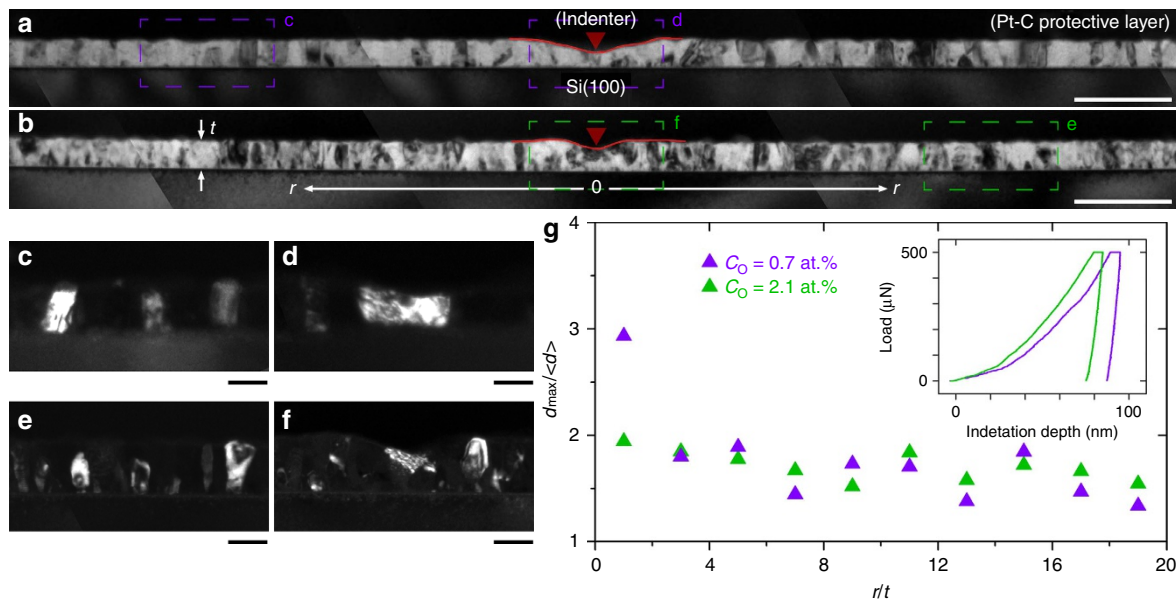 a
c
(Indenter)
d
(Pt-C protective layer)
Si(100)
b
t
f
e
r
0
r
c
d
e
f
g
4
3
2
1
dmax/<d>
CO = 0.7 at.%
CO = 2.1 at.%
500
0
Load (μN)
0
100
Indetation depth (nm)
0
4
8
12
16
20
r/t